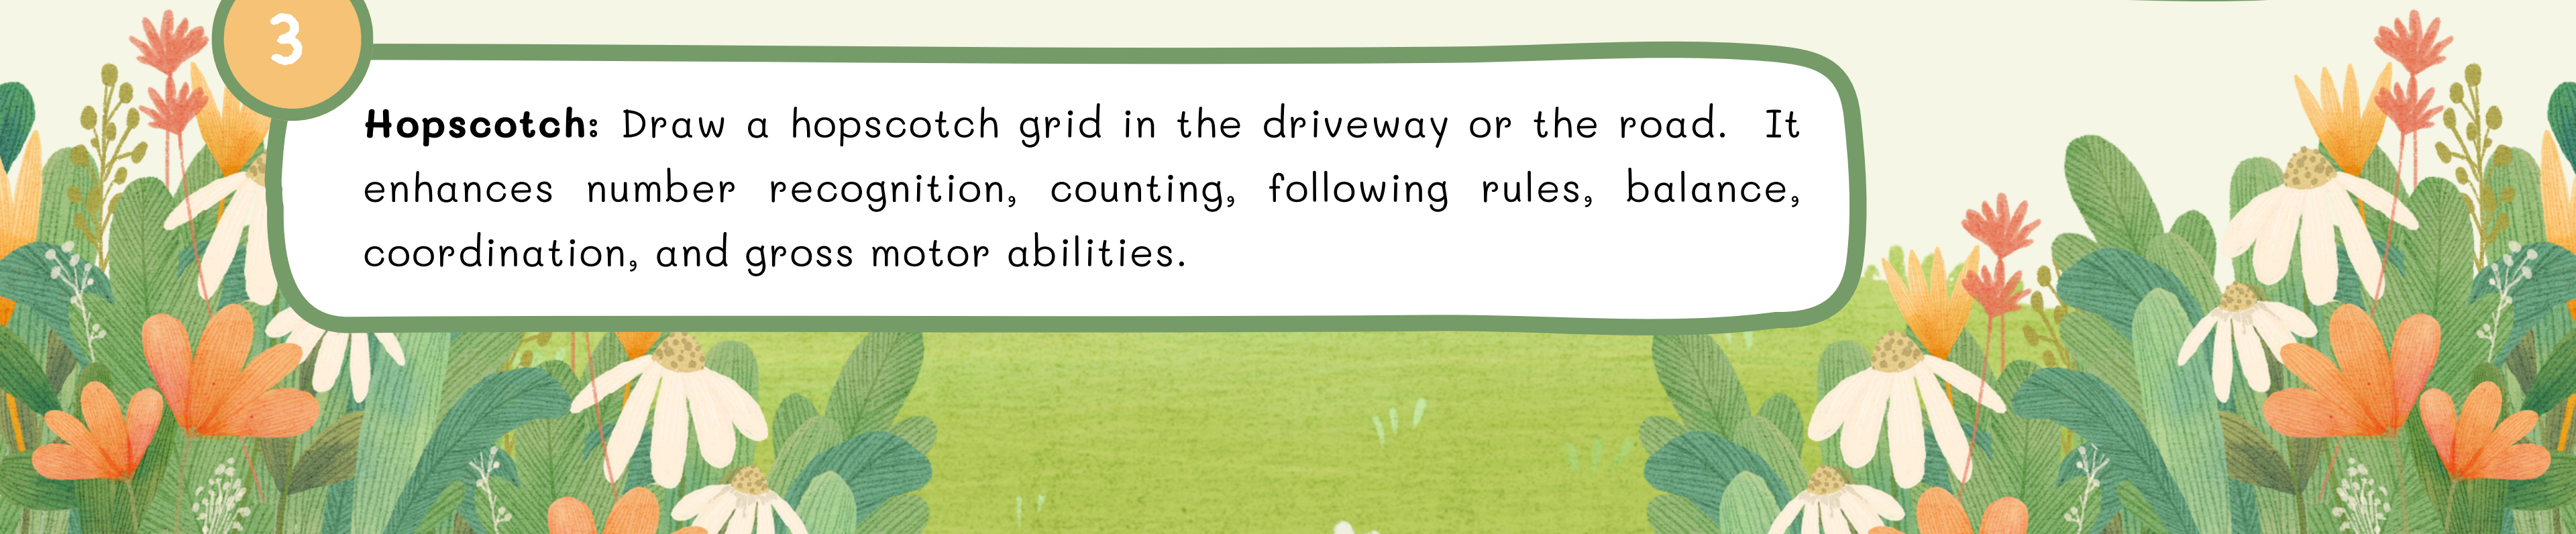 3
Hopscotch: Draw a hopscotch grid in the driveway or the road. It
enhances number recognition, counting, following rules, balance,
coordination, and gross motor abilities.